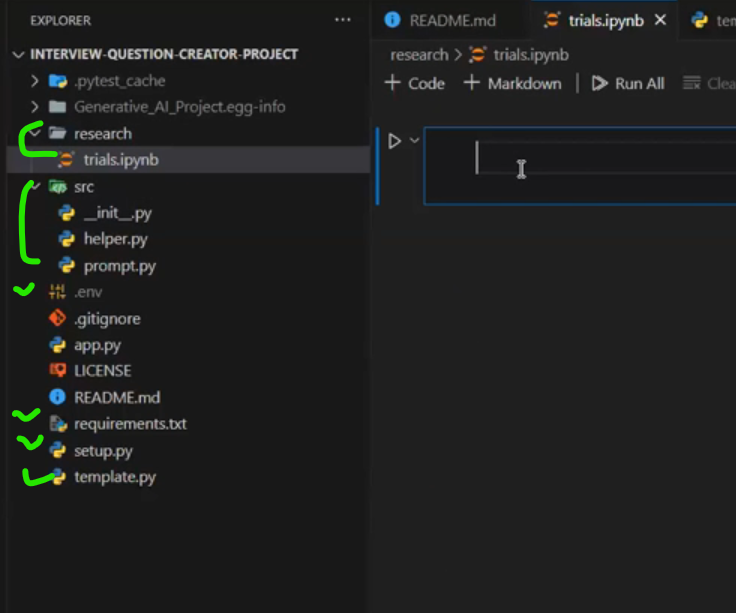 EXPLORER ...
INTERVIEW-QUESTION-CREATOR-PROJECT
.pytest_cache
Generative_AI_Project.egg-info
research
trials.ipynb
src
__init__.py
helper.py
prompt.py
.env
.gitignore
app.py
LICENSE
README.md
requirements.txt
setup.py
template.py
README.md trials.ipynb tem
research > trials.ipynb
+ Code + Markdown | Run All Clea